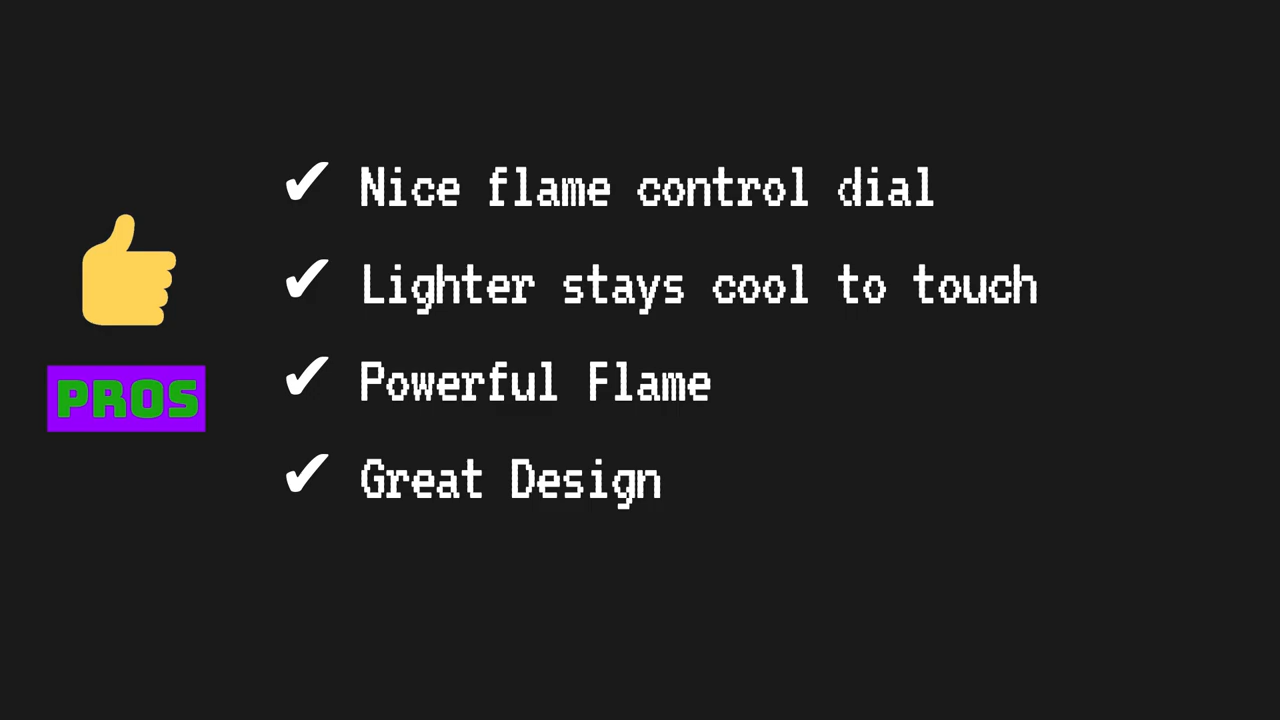 PROS
✔ Nice flame control dial
✔ Lighter stays cool to touch
✔ Powerful Flame
✔ Great Design